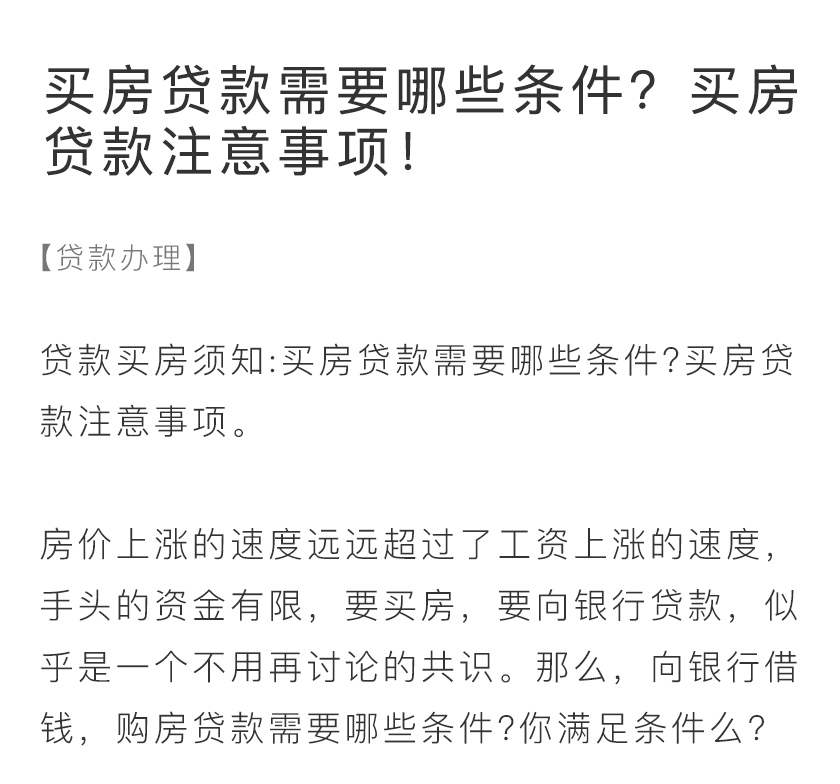 买房贷款需要哪些条件？买房
贷款注意事项！
【贷款办理】
贷款买房须知:买房贷款需要哪些条件?买房贷
款注意事项。
房价上涨的速度远远超过了工资上涨的速度，
手头的资金有限，要买房，要向银行贷款，似
乎是一个不用再讨论的共识。那么，向银行借
钱，购房贷款需要哪些条件?你满足条件么？